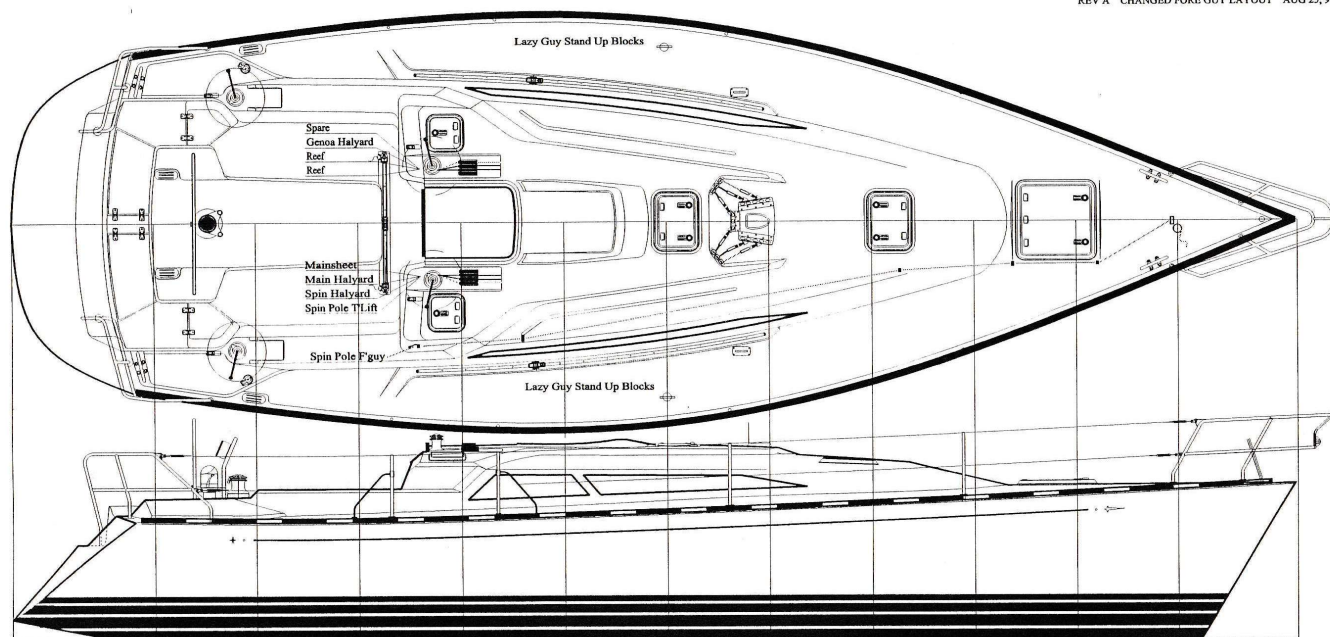 REV A CHANGED FORE GUY LAYOUT AUG 25, 9
Lazy Guy Stand Up Blocks
Spare
Genoa Halyard
Reef
Reef
Mainsheet
Main Halyard
Spin Halyard
Spin Pole T'Lift
Spin Pole F'guy
Lazy Guy Stand Up Blocks